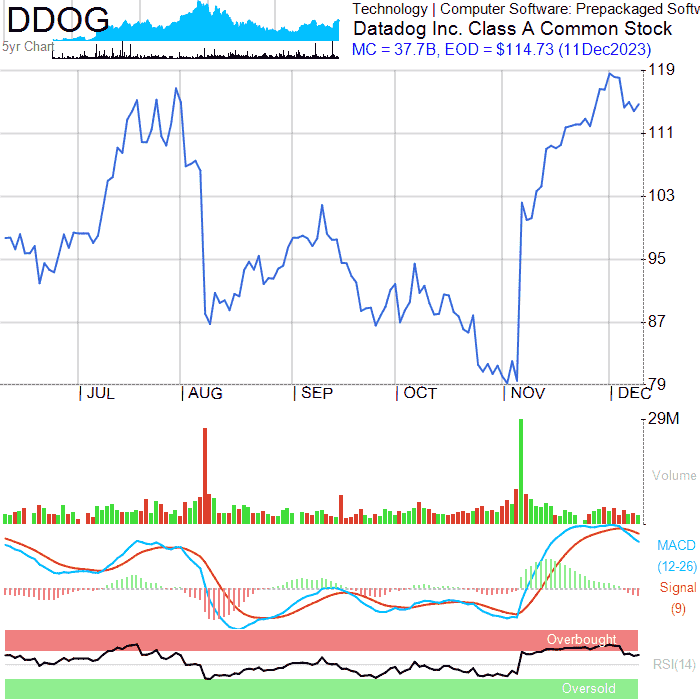 DDOG
5yr Chart
Technology | Computer Software: Prepackaged Softw
Datadog Inc. Class A Common Stock
MC = 37.7B, EOD = $114.73 (11Dec2023)
119
111
103
95
87
79
JUL
AUG
SEP
OCT
NOV
DEC
29M
Volume
MACD
(12-26)
Signal
(9)
Overbought
RSI(14)
Oversold